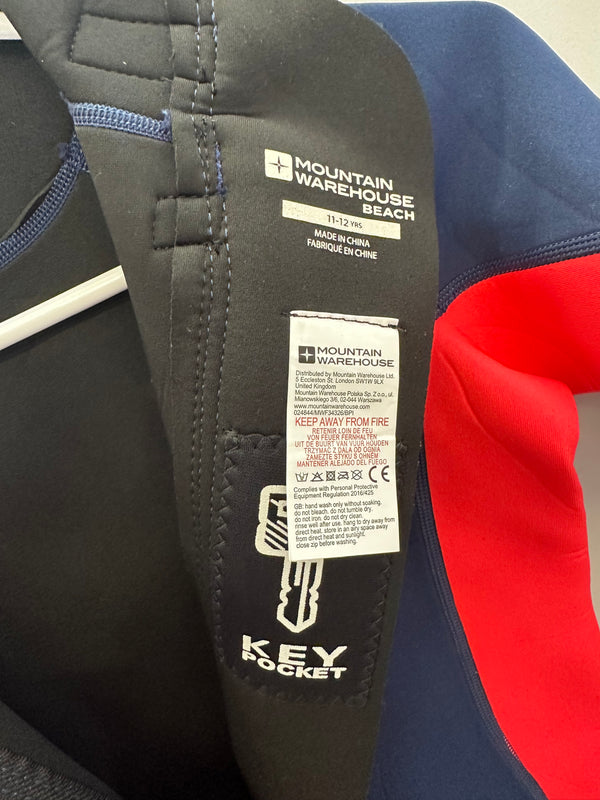 MOUNTAIN
WAREHOUSE
BEACH
11-12 YRS
MADE IN CHINA
FABRIQUÉ EN CHINE
MOUNTAIN
WAREHOUSE
Distributed by Mountain Warehouse Ltd.
5 Eccleston St. London SW1W 9LX
United Kingdom
Mountain Warehouse Polska Sp. Z o.o., ul.
Mianowskiego 3/6, 02-044 Warszawa
www.mountainwarehouse.com
024844/MWF34326/BPI
KEEP AWAY FROM FIRE
RETENIR LOIN DE FEU
VON FEUER FERNHALTEN
UIT DE BUURT VAN VUUR HOUDEN
TRZYMAĆ Z DALA OD OGNIA
ZAMEZTE STYKU S OHNĚM
MANTENER ALEJADO DEL FUEGO
CE
Complies with Personal Protective
Equipment Regulation 2016/425
GB: hand wash only without soaking.
do not bleach. do not tumble dry.
do not iron. do not dry clean.
rinse well after use. hang to dry away from
direct heat. store in an airy space away
from direct heat and sunlight.
close zip before washing.
KEY
POCKET